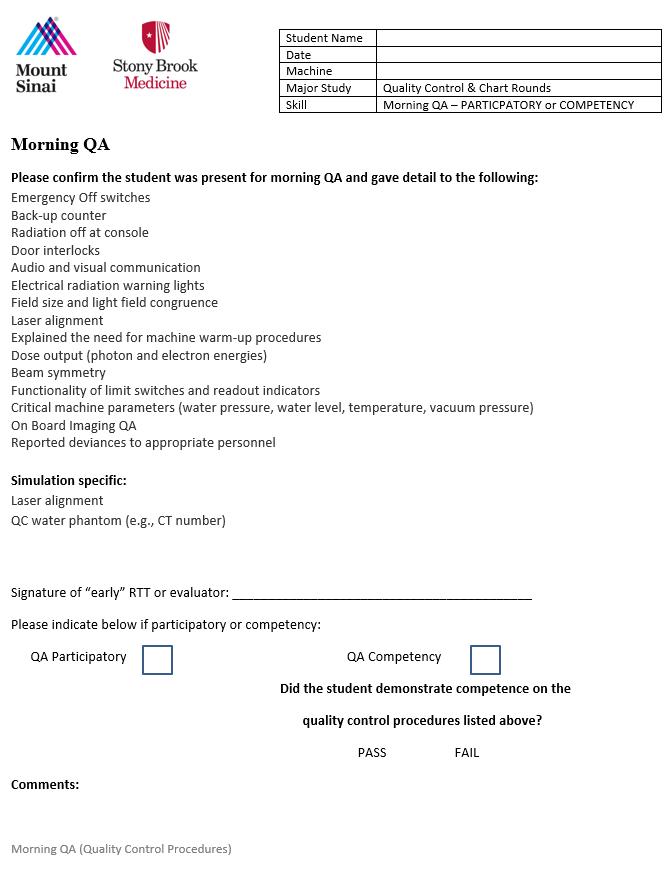 Mount
Sinai
Stony Brook
Medicine
Student Name
Date
Machine
Major Study Quality Control & Chart Rounds
Skill Morning QA – PARTICPATORY or COMPETENCY
Morning QA
Please confirm the student was present for morning QA and gave detail to the following:
Emergency Off switches
Back-up counter
Radiation off at console
Door interlocks
Audio and visual communication
Electrical radiation warning lights
Field size and light field congruence
Laser alignment
Explained the need for machine warm-up procedures
Dose output (photon and electron energies)
Beam symmetry
Functionality of limit switches and readout indicators
Critical machine parameters (water pressure, water level, temperature, vacuum pressure)
On Board Imaging QA
Reported deviances to appropriate personnel
Simulation specific:
Laser alignment
QC water phantom (e.g., CT number)
Signature of “early” RTT or evaluator: ___________________________________________
Please indicate below if participatory or competency:
QA Participatory QA Competency
Did the student demonstrate competence on the
quality control procedures listed above?
PASS FAIL
Comments:
Morning QA (Quality Control Procedures)